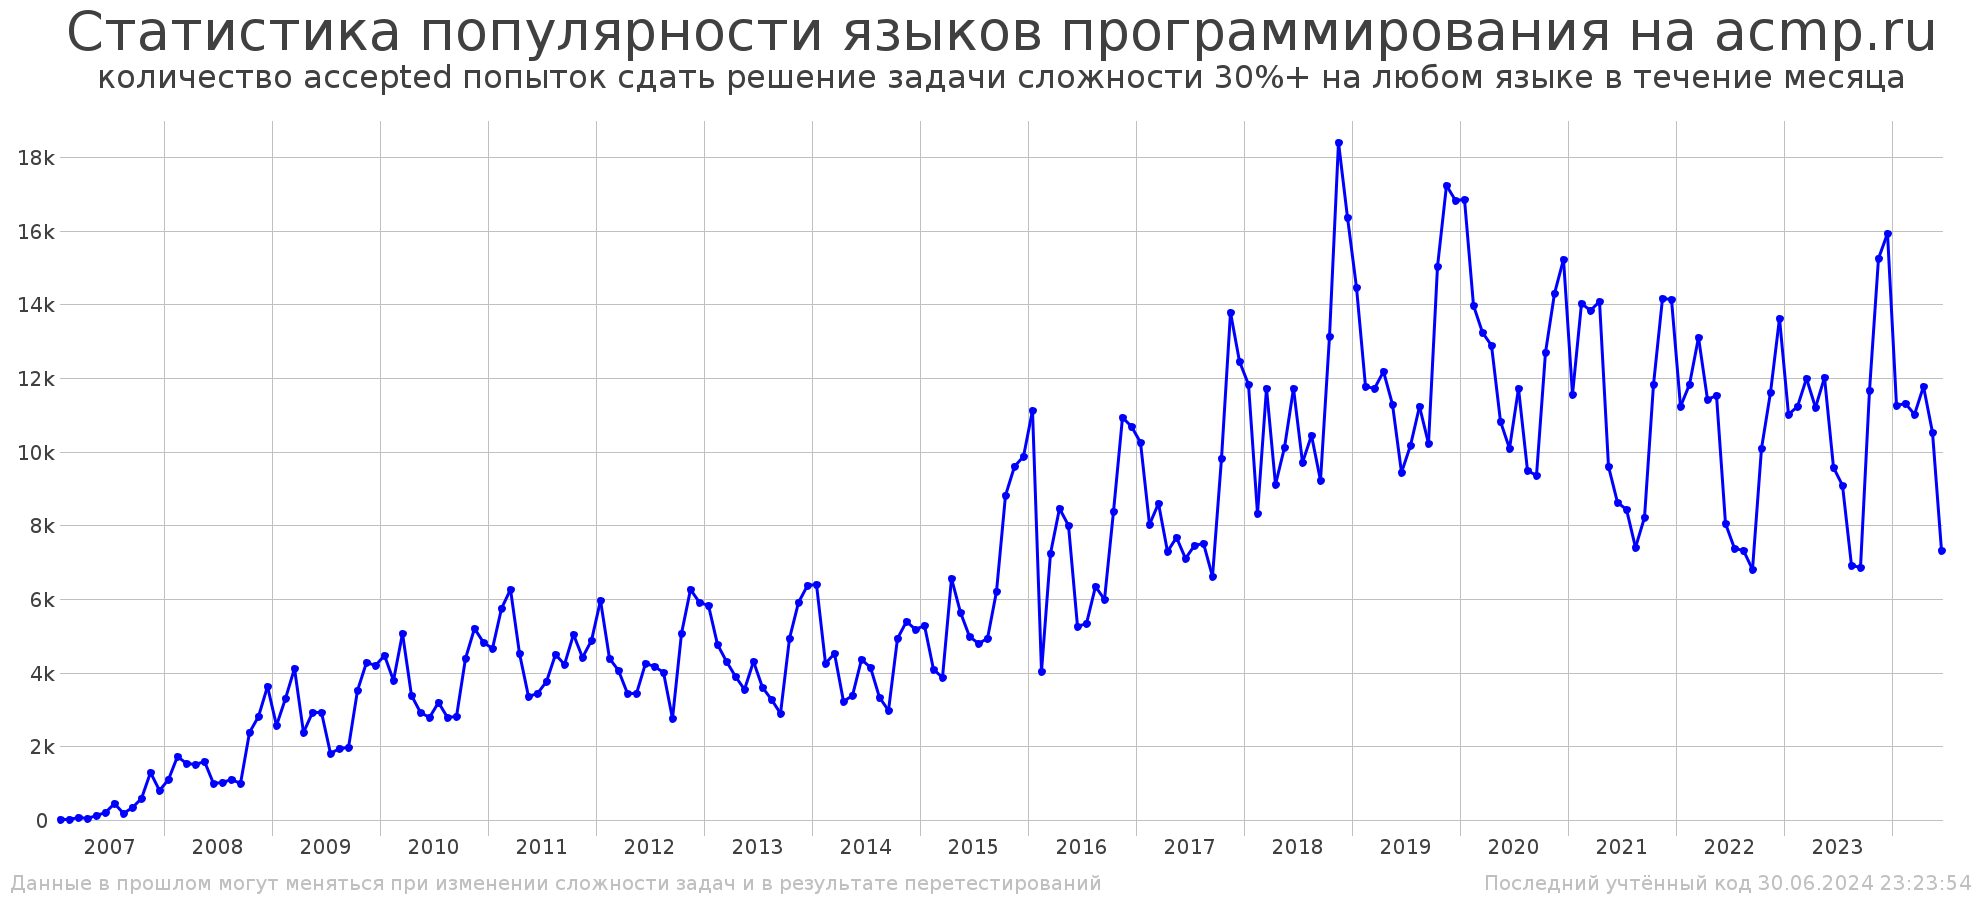 Статистика популярности языков программирования на acmp.ru
количество accepted попыток сдать решение задачи сложности 30%+ на любом языке в течение месяца
18k
16k
14k
12k
10k
8k
6k
4k
2k
0
2007 2008 2009 2010 2011 2012 2013 2014 2015 2016 2017 2018 2019 2020 2021 2022 2023
Данные в прошлом могут меняться при изменении сложности задач и в результате перетестирований
Последний учтённый код 30.06.2024 23:23:54